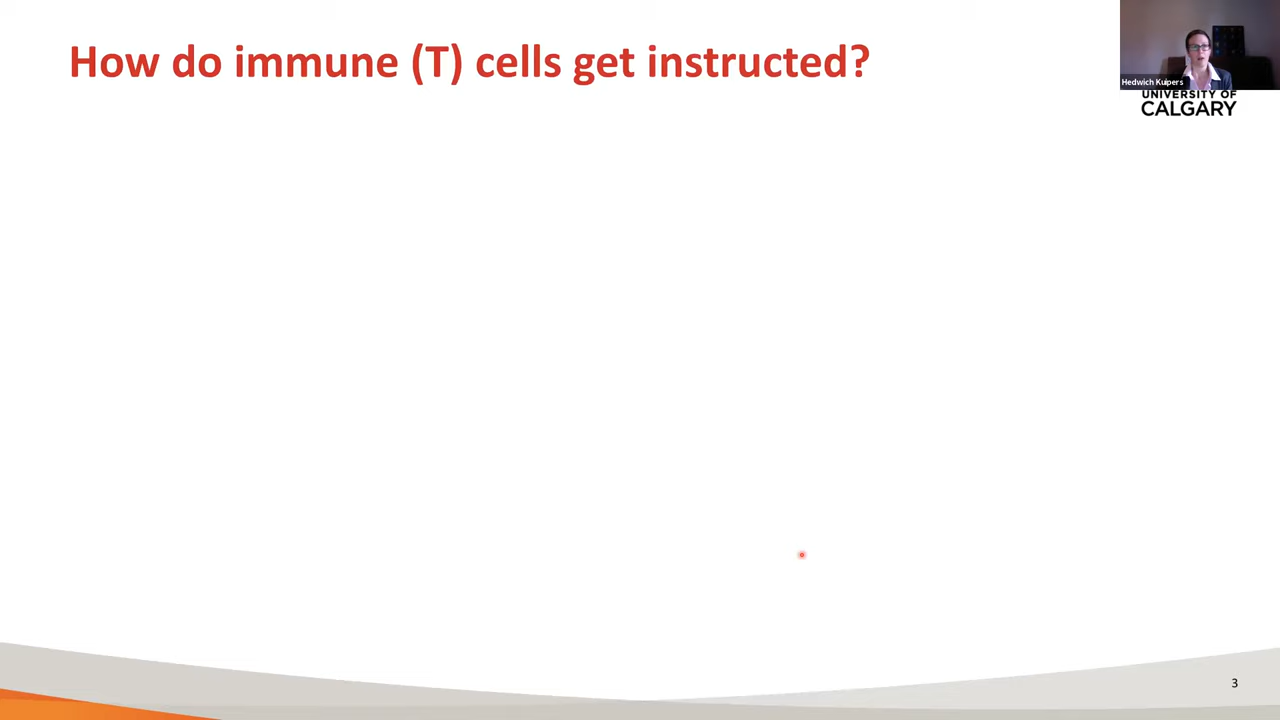 How do immune (T) cells get instructed?
Hedwich Kuipers
UNIVERSITY OF
CALGARY
3